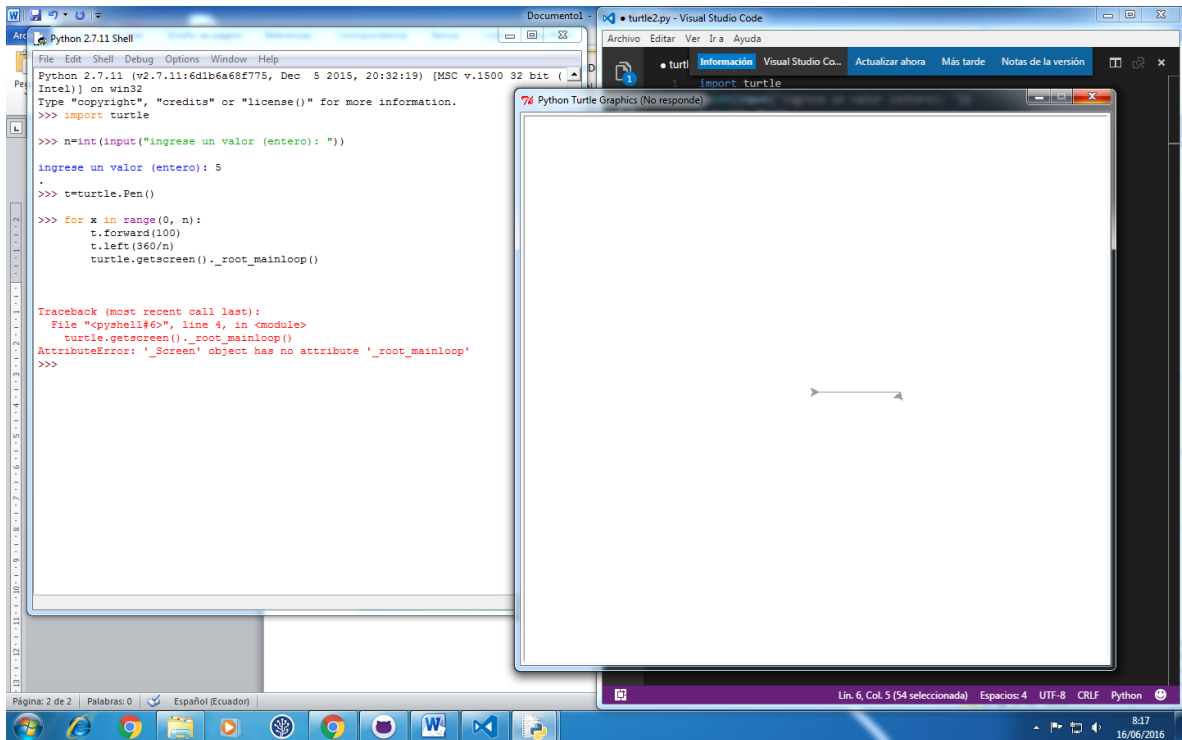 Documento1 -
Python 2.7.11 Shell
File Edit Shell Debug Options Window Help
Python 2.7.11 (v2.7.11:6d1b6a68f775, Dec  5 2015, 20:32:19) [MSC v.1500 32 bit (
Intel)] on win32
Type "copyright", "credits" or "license()" for more information.
>>> import turtle
>>> n=int(input("ingrese un valor (entero): "))
ingrese un valor (entero): 5
.
>>> t=turtle.Pen()
>>> for x in range(0, n):
        t.forward(100)
        t.left(360/n)
        turtle.getscreen()._root_mainloop()
Traceback (most recent call last):
  File "<pyshell#6>", line 4, in <module>
    turtle.getscreen()._root_mainloop()
AttributeError: '_Screen' object has no attribute '_root_mainloop'
>>>
Página: 2 de 2 Palabras: 0 Español (Ecuador)
● turtle2.py - Visual Studio Code
Archivo Editar Ver Ir a Ayuda
● turtl Información Visual Studio Co... Actualizar ahora Más tarde Notas de la versión
1
1 import turtle
Python Turtle Graphics (No responde)
Lín. 6, Col. 5 (54 seleccionada) Espacios: 4 UTF-8 CRLF Python
8:17
16/06/2016